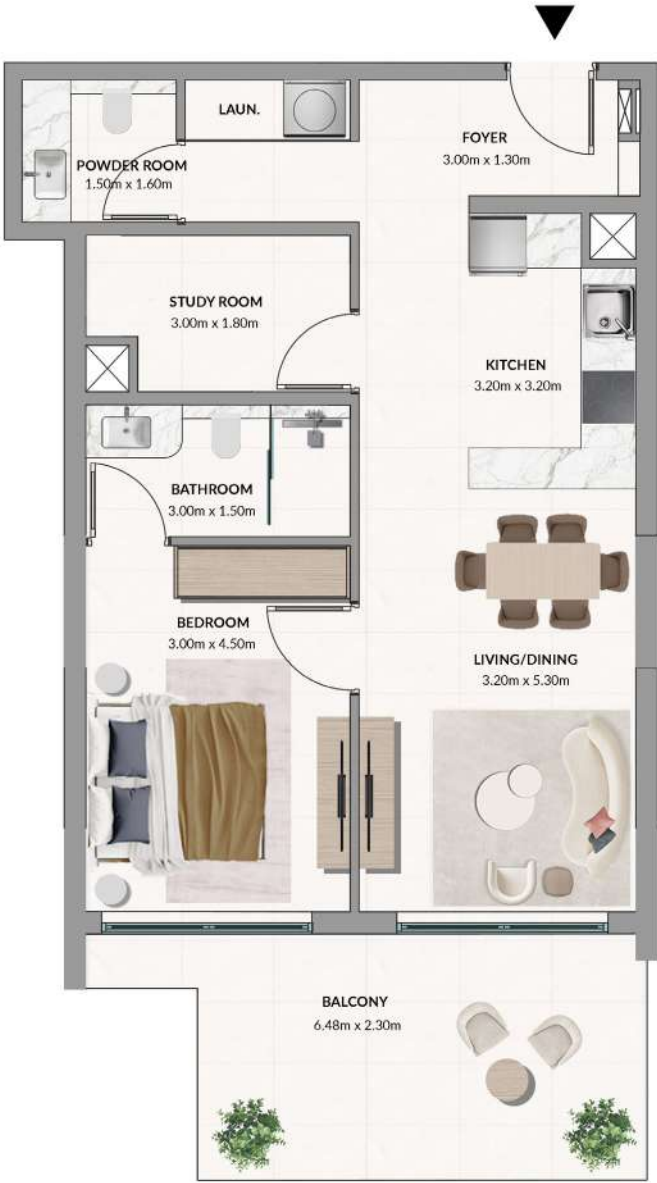 LAUN.
FOYER
3.00m x 1.30m
POWDER ROOM
1.50m x 1.60m
STUDY ROOM
3.00m x 1.80m
KITCHEN
3.20m x 3.20m
BATHROOM
3.00m x 1.50m
BEDROOM
3.00m x 4.50m
LIVING/DINING
3.20m x 5.30m
BALCONY
6.48m x 2.30m